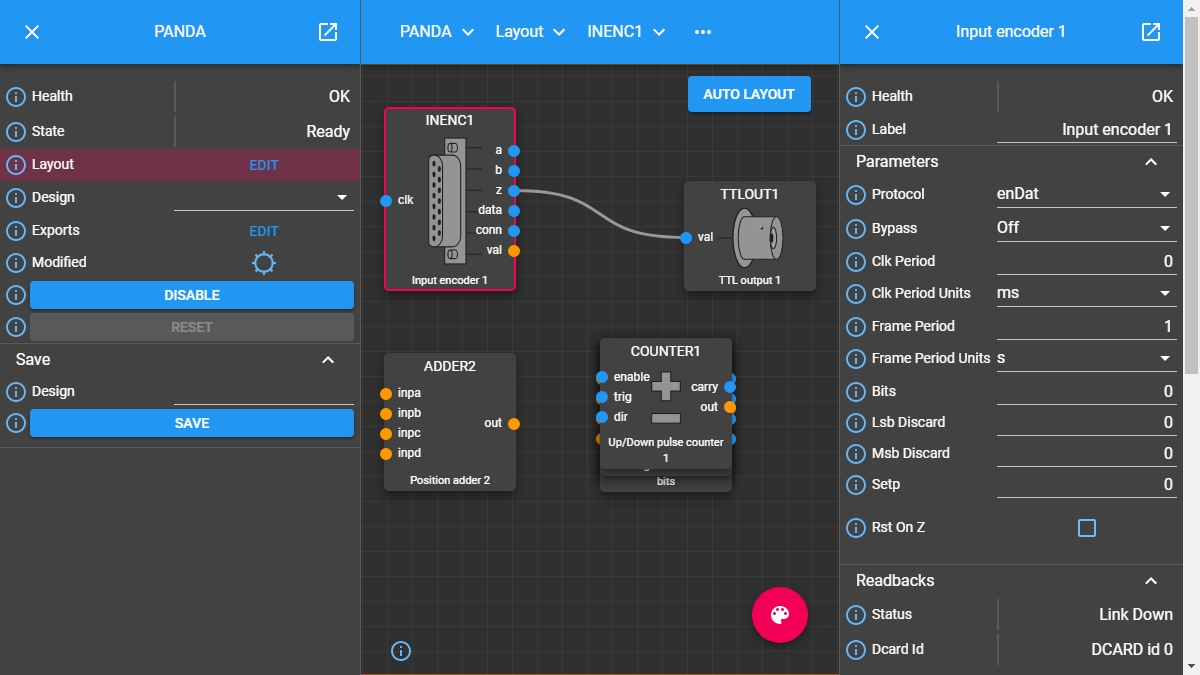 PANDA
Health OK
State Ready
Layout EDIT
Design
Exports EDIT
Modified
DISABLE
RESET
Save
Design
SAVE
PANDA Layout INENC1 •••
AUTO LAYOUT
INENC1
a
b
clk z
data
conn
val
Input encoder 1
TTLOUT1
val
TTL output 1
ADDER2
inpa
inpb
inpc out
inpd
Position adder 2
COUNTER1
enable
trig carry
dir out
Up/Down pulse counter
1
bits
Input encoder 1
Health OK
Label Input encoder 1
Parameters
Protocol enDat
Bypass Off
Clk Period 0
Clk Period Units ms
Frame Period 1
Frame Period Units s
Bits 0
Lsb Discard 0
Msb Discard 0
Setp 0
Rst On Z
Readbacks
Status Link Down
Dcard Id DCARD id 0